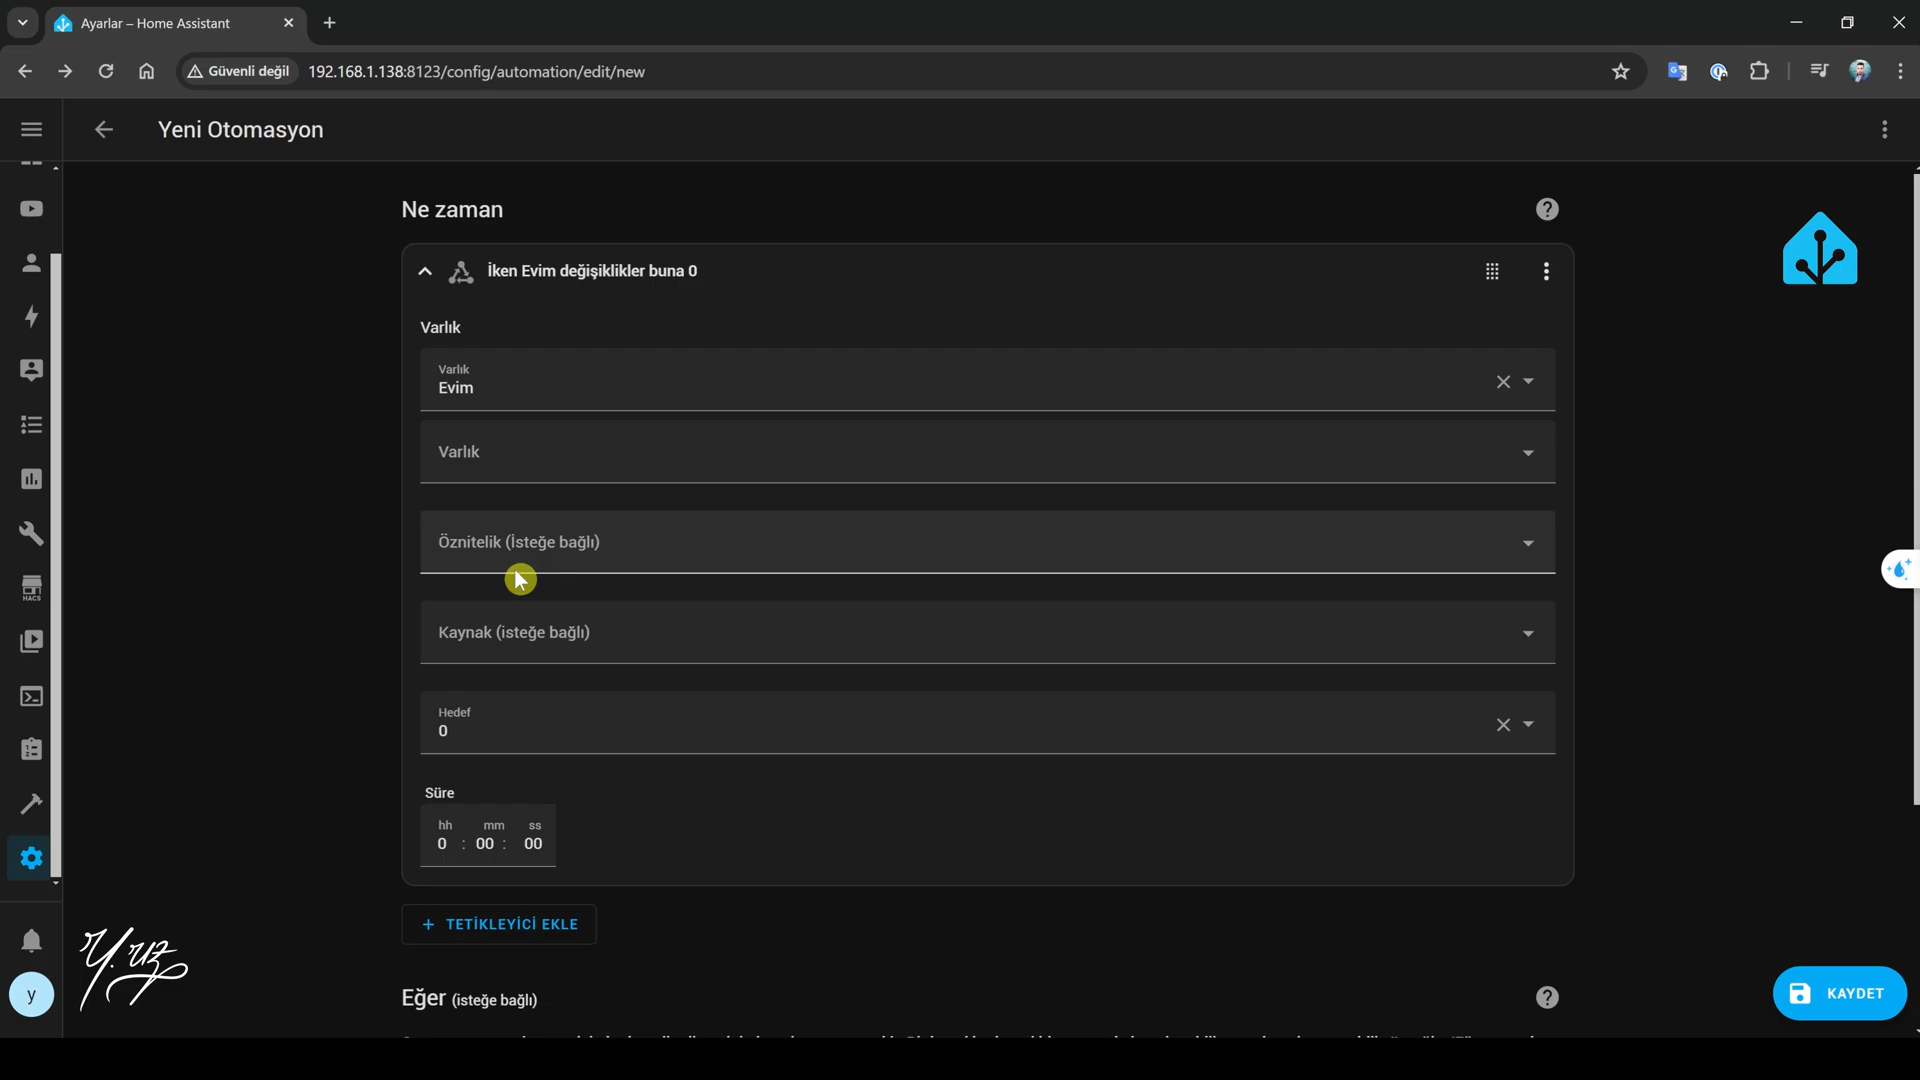 Ayarlar – Home Assistant
Güvenli değil
192.168.1.138:8123/config/automation/edit/new
Yeni Otomasyon
Ne zaman
İken Evim değişiklikler buna 0
Varlık
Varlık
Evim
Varlık
Öznitelik (İsteğe bağlı)
Kaynak (isteğe bağlı)
Hedef
0
Süre
hh mm ss
0 : 00 : 00
+ TETİKLEYİCİ EKLE
Eğer (isteğe bağlı)
HACS
y
Y.uz
KAYDET